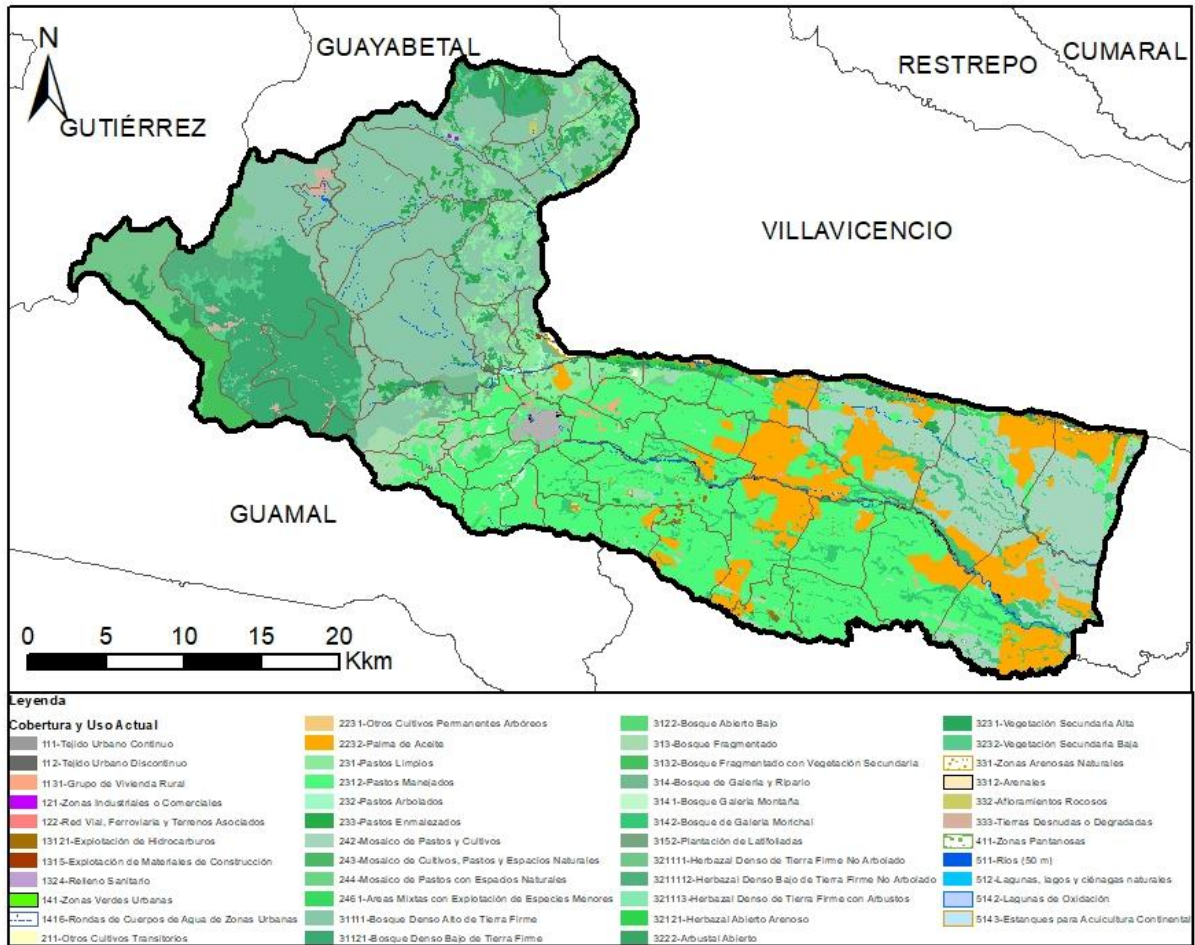 N
GUAYABETAL
RESTREPO
CUMARAL
GUTIÉRREZ
VILLAVICENCIO
GUAMAL
0 5 10 15 20
Kkm
Leyenda
Cobertura y Uso Actual
111-Tejido Urbano Continuo
112-Tejido Urbano Discontinuo
1131-Grupo de Vivienda Rural
121-Zonas Industriales o Comerciales
122-Red Vial, Ferroviaria y Terrenos Asociados
13121-Explotación de Hidrocarburos
1315-Explotación de Materiales de Construcción
1324-Relleno Sanitario
141-Zonas Verdes Urbanas
1416-Rondas de Cuerpos de Agua de Zonas Urbanas
211-Otros Cultivos Transitorios
2231-Otros Cultivos Permanentes Arbóreos
2232-Palma de Aceite
231-Pastos Limpios
2312-Pastos Manejados
232-Pastos Arbolados
233-Pastos Enmalezados
242-Mosaico de Pastos y Cultivos
243-Mosaico de Cultivos, Pastos y Espacios Naturales
244-Mosaico de Pastos con Espacios Naturales
2461-Areas Mixtas con Explotación de Especies Menores
31111-Bosque Denso Alto de Tierra Firme
31121-Bosque Denso Bajo de Tierra Firme
3122-Bosque Abierto Bajo
313-Bosque Fragmentado
3132-Bosque Fragmentado con Vegetación Secundaria
314-Bosque de Galería y Ripario
3141-Bosque Galería Montaña
3142-Bosque de Galería Morichal
3152-Plantación de Latifoliadas
321111-Herbazal Denso de Tierra Firme No Arbolado
3211112-Herbazal Denso Bajo de Tierra Firme No Arbolado
321113-Herbazal Denso de Tierra Firme con Arbustos
32121-Herbazal Abierto Arenoso
3222-Arbustal Abierto
3231-Vegetación Secundaria Alta
3232-Vegetación Secundaria Baja
331-Zonas Arenosas Naturales
3312-Arenales
332-Afloramientos Rocosos
333-Tierras Desnudas o Degradadas
411-Zonas Pantanosas
511-Ríos (50 m)
512-Lagunas, lagos y ciénagas naturales
5142-Lagunas de Oxidación
5143-Estanques para Acuicultura Continental